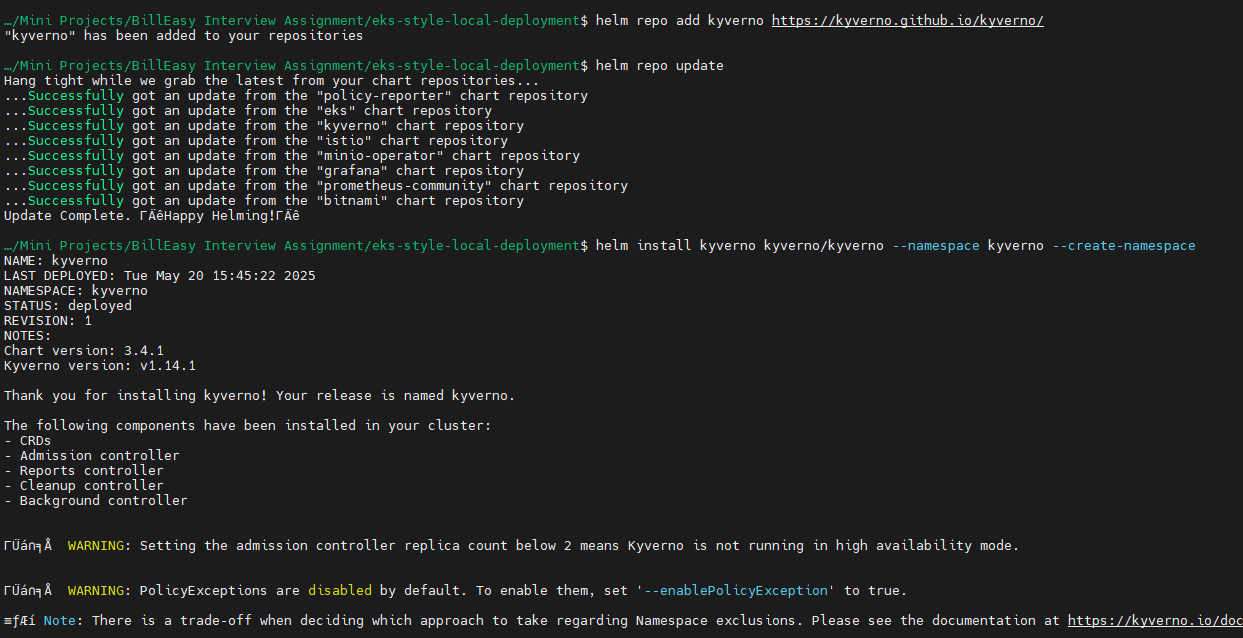 …/Mini Projects/BillEasy Interview Assignment/eks-style-local-deployment$ helm repo add kyverno https://kyverno.github.io/kyverno/
"kyverno" has been added to your repositories
…/Mini Projects/BillEasy Interview Assignment/eks-style-local-deployment$ helm repo update
Hang tight while we grab the latest from your chart repositories...
...Successfully got an update from the "policy-reporter" chart repository
...Successfully got an update from the "eks" chart repository
...Successfully got an update from the "kyverno" chart repository
...Successfully got an update from the "istio" chart repository
...Successfully got an update from the "minio-operator" chart repository
...Successfully got an update from the "grafana" chart repository
...Successfully got an update from the "prometheus-community" chart repository
...Successfully got an update from the "bitnami" chart repository
Update Complete. ΓÄêHappy Helming!ΓÄê
…/Mini Projects/BillEasy Interview Assignment/eks-style-local-deployment$ helm install kyverno kyverno/kyverno --namespace kyverno --create-namespace
NAME: kyverno
LAST DEPLOYED: Tue May 20 15:45:22 2025
NAMESPACE: kyverno
STATUS: deployed
REVISION: 1
NOTES:
Chart version: 3.4.1
Kyverno version: v1.14.1
Thank you for installing kyverno! Your release is named kyverno.
The following components have been installed in your cluster:
- CRDs
- Admission controller
- Reports controller
- Cleanup controller
- Background controller
ΓÜá∩╕Å  WARNING: Setting the admission controller replica count below 2 means Kyverno is not running in high availability mode.
ΓÜá∩╕Å  WARNING: PolicyExceptions are disabled by default. To enable them, set '--enablePolicyException' to true.
≡ƒÆí Note: There is a trade-off when deciding which approach to take regarding Namespace exclusions. Please see the documentation at https://kyverno.io/doc